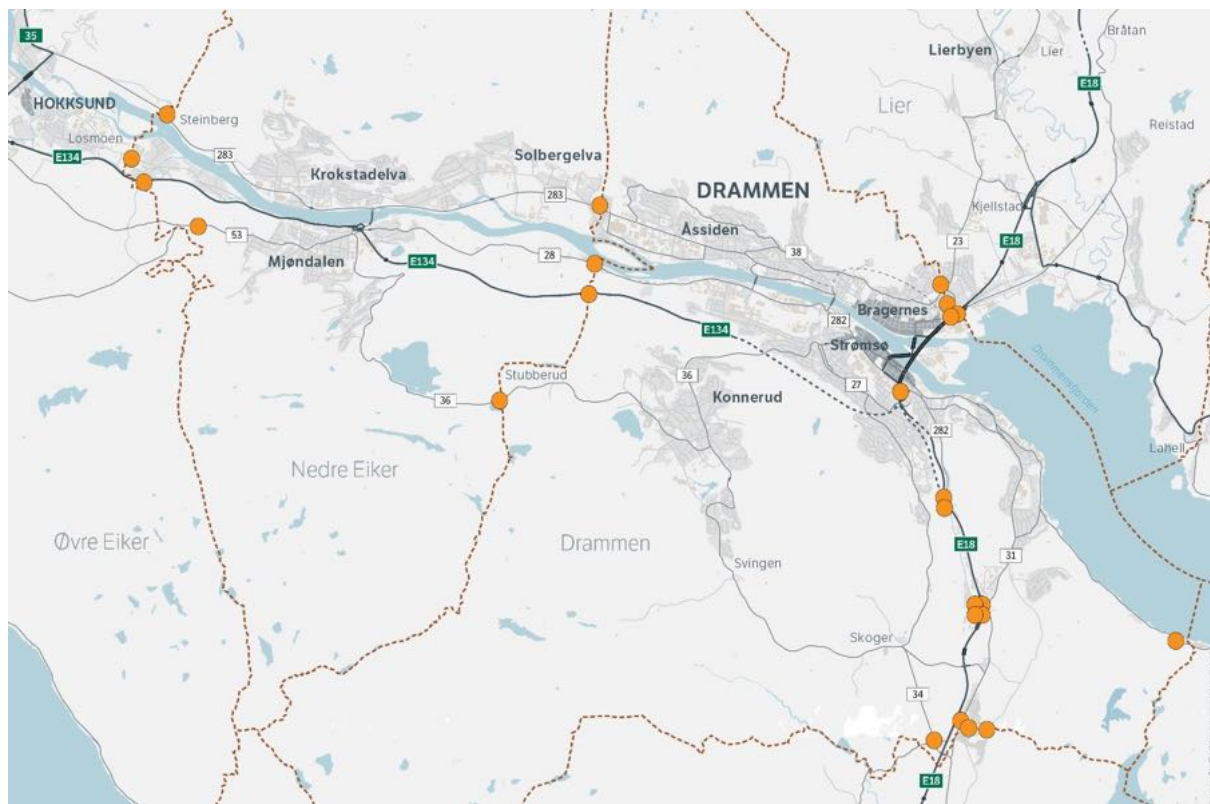 35
Bråtan
Lierbyen
Lier
E18
HOKKSUND
Lier
Steinberg
Reistad
Losmoen
E134
283
Solbergelva
Krokstadelva
DRAMMEN
283
Kjellstad
Åssiden
53
23
E18
Mjøndalen
28
38
E134
Bragernes
282
E134
Strømsø
Drammensfjorden
Stubberud
36
27
36
Konnerud
282
Lahell
Nedre Eiker
Øvre Eiker
Drammen
E18
31
Svingen
Skoger
34
E18